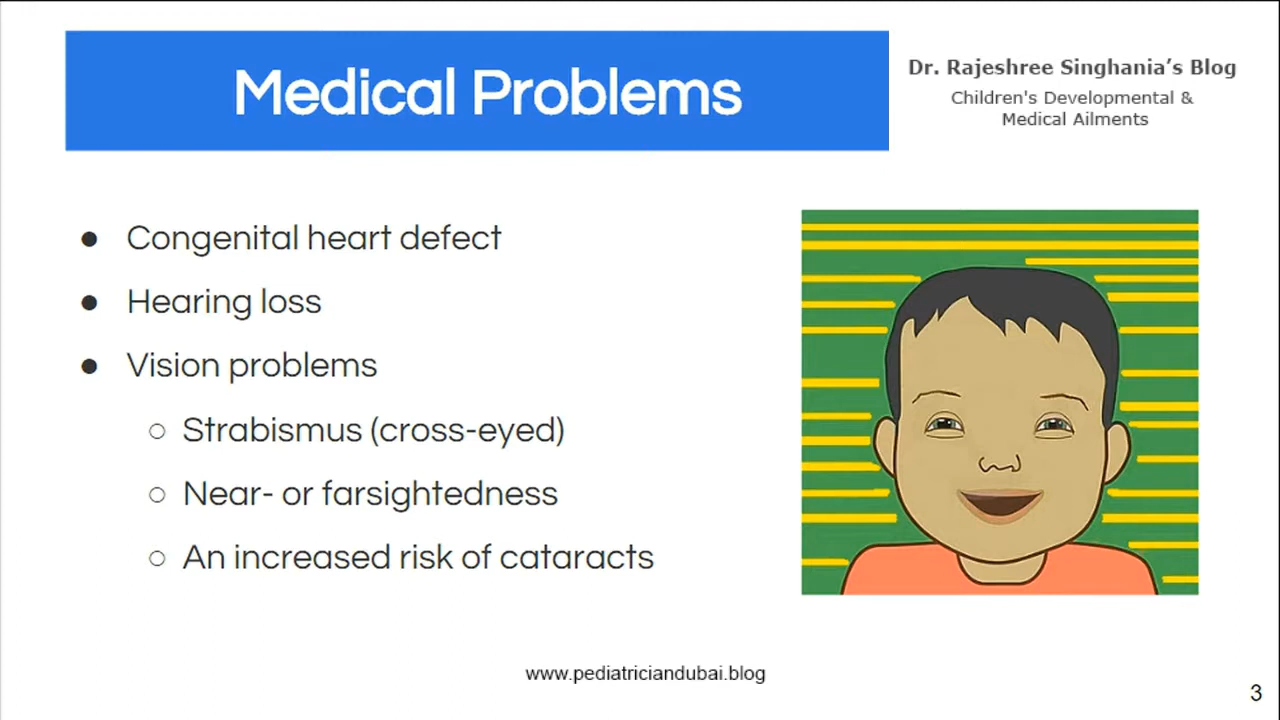 Medical Problems
Dr. Rajeshree Singhania’s Blog
Children's Developmental &
Medical Ailments
● Congenital heart defect
● Hearing loss
● Vision problems
○ Strabismus (cross-eyed)
○ Near- or farsightedness
○ An increased risk of cataracts
www.pediatriciandubai.blog
3